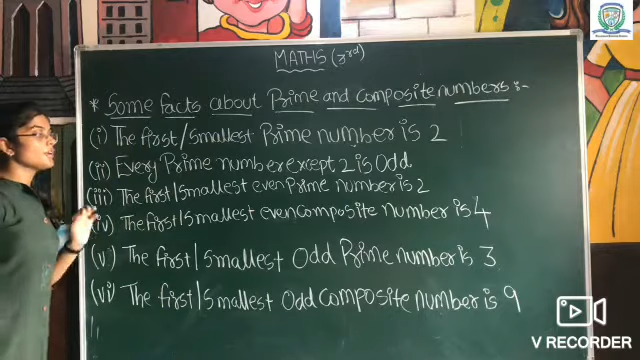 MATHS (3rd)
* Some facts about Prime and composite numbers :-
(i) The first/smallest Prime number is 2
(ii) Every Prime number except 2 is Odd
(iii) The first/smallest even Prime number is 2
(iv) The first/smallest even composite number is 4
(v) The first/smallest Odd Prime number is 3
(vi) The first/smallest Odd composite number is 9
V RECORDER